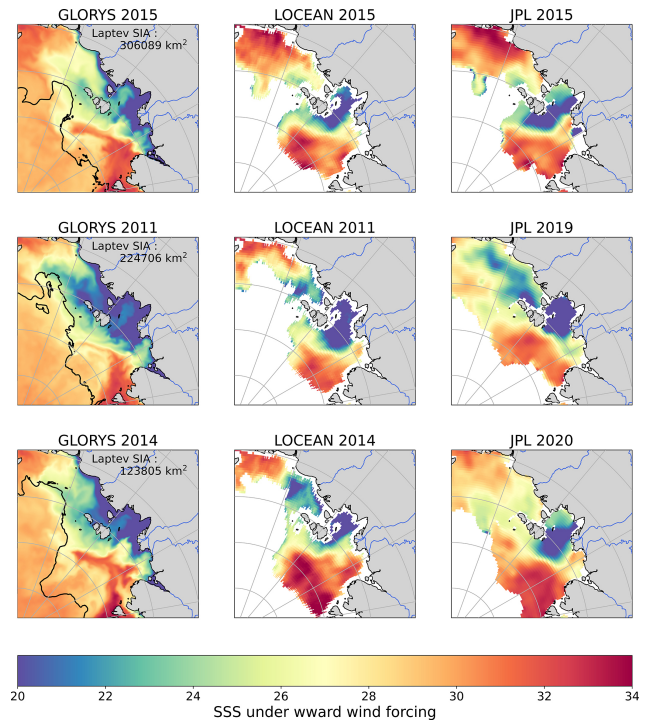 GLORYS 2015
LOCEAN 2015
JPL 2015
Laptev SIA :
306089 km²
GLORYS 2011
LOCEAN 2011
JPL 2019
Laptev SIA :
224706 km²
GLORYS 2014
LOCEAN 2014
JPL 2020
Laptev SIA :
123805 km²
20 22 24 26 28 30 32 34
SSS under wward wind forcing